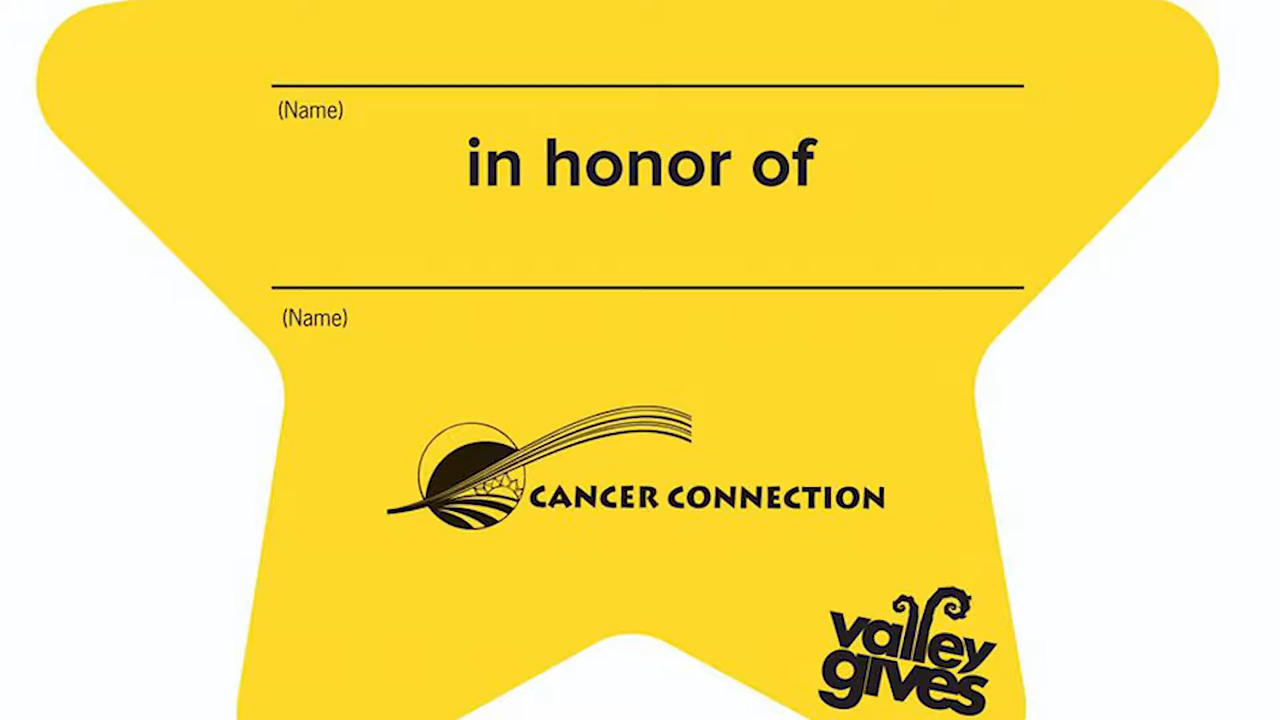 (Name)
in honor of
(Name)
CANCER CONNECTION
valley
gives